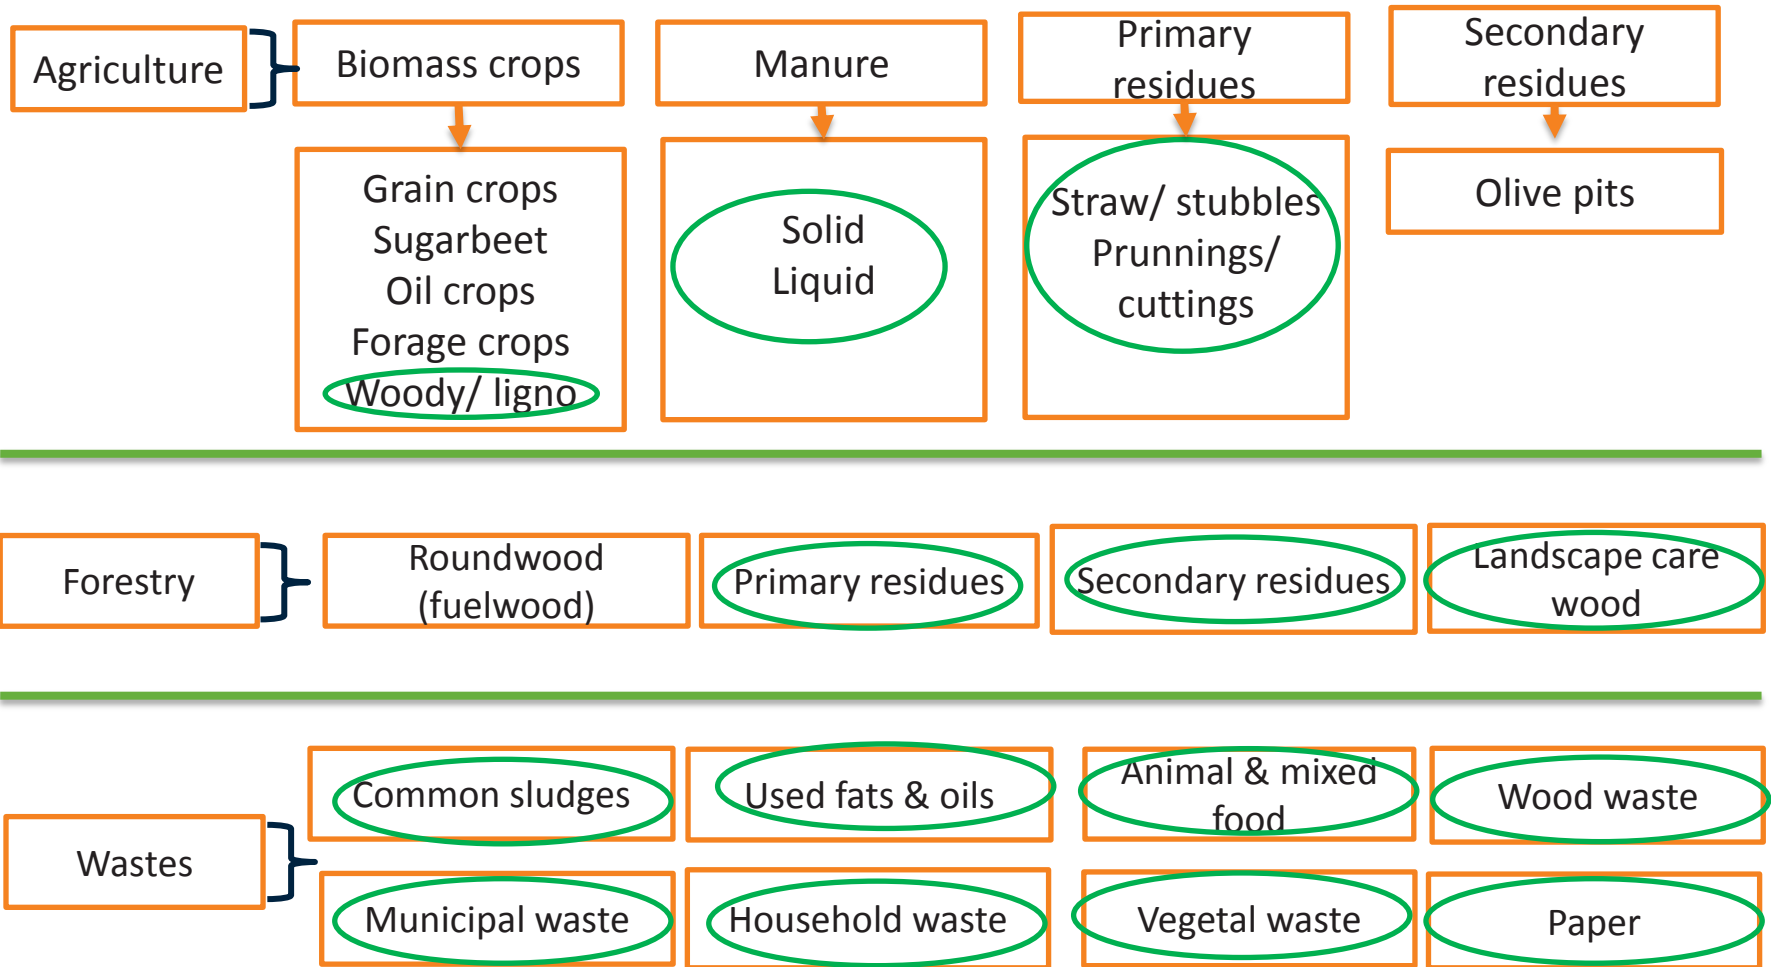 Agriculture
Biomass crops
Manure
Primary
residues
Secondary
residues
Grain crops
Sugarbeet
Oil crops
Forage crops
Woody/ ligno
Solid
Liquid
Straw/ stubbles
Prunnings/
cuttings
Olive pits
Forestry
Roundwood
(fuelwood)
Primary residues
Secondary residues
Landscape care
wood
Wastes
Common sludges
Used fats & oils
Animal & mixed
food
Wood waste
Municipal waste
Household waste
Vegetal waste
Paper